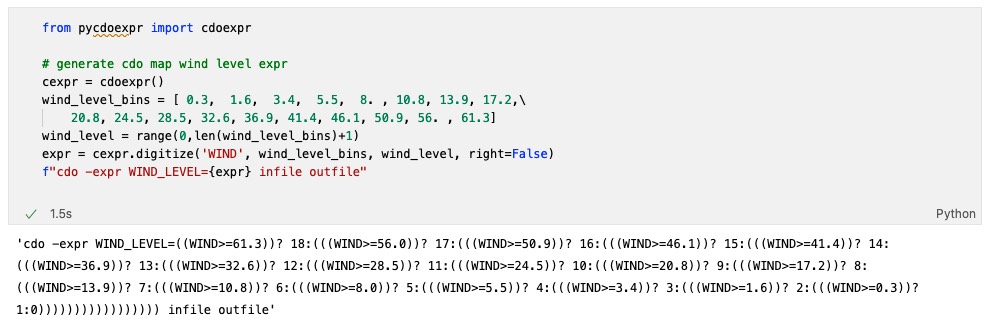 from pycdoexpr import cdoexpr
# generate cdo map wind level expr
cexpr = cdoexpr()
wind_level_bins = [ 0.3,  1.6,  3.4,  5.5,  8. , 10.8, 13.9, 17.2,\
20.8, 24.5, 28.5, 32.6, 36.9, 41.4, 46.1, 50.9, 56. , 61.3]
wind_level = range(0,len(wind_level_bins)+1)
expr = cexpr.digitize('WIND', wind_level_bins, wind_level, right=False)
f"cdo -expr WIND_LEVEL={expr} infile outfile"
✓ 1.5s Python
'cdo -expr WIND_LEVEL=((WIND>=61.3))? 18:(((WIND>=56.0))? 17:(((WIND>=50.9))? 16:(((WIND>=46.1))? 15:(((WIND>=41.4))? 14:
(((WIND>=36.9))? 13:(((WIND>=32.6))? 12:(((WIND>=28.5))? 11:(((WIND>=24.5))? 10:(((WIND>=20.8))? 9:(((WIND>=17.2))? 8:
(((WIND>=13.9))? 7:(((WIND>=10.8))? 6:(((WIND>=8.0))? 5:(((WIND>=5.5))? 4:(((WIND>=3.4))? 3:(((WIND>=1.6))? 2:(((WIND>=0.3))?
1:0))))))))))))))))) infile outfile'